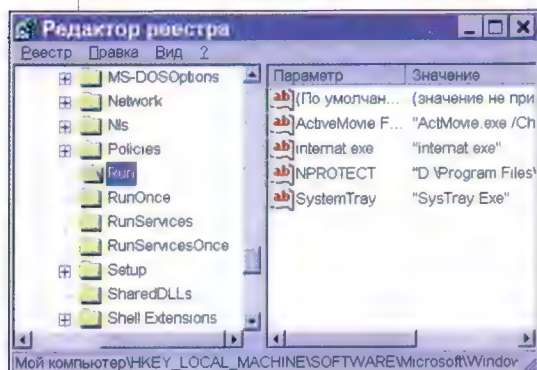 Редактор реестра
Реестр Правка Вид ?
MS-DOSOptions
Network
Nls
Policies
Run
RunOnce
RunServices
RunServicesOnce
Setup
SharedDLLs
Shell Extensions
Параметр Значение
(По умолчан... (значение не при
ActiveMovie F... "ActMovie.exe /Ch
internat exe "internat exe"
NPROTECT "D \Program Files\
SystemTray "SysTray Exe"
Мой компьютер\HKEY_LOCAL_MACHINE\SOFTWARE\Microsoft\Window